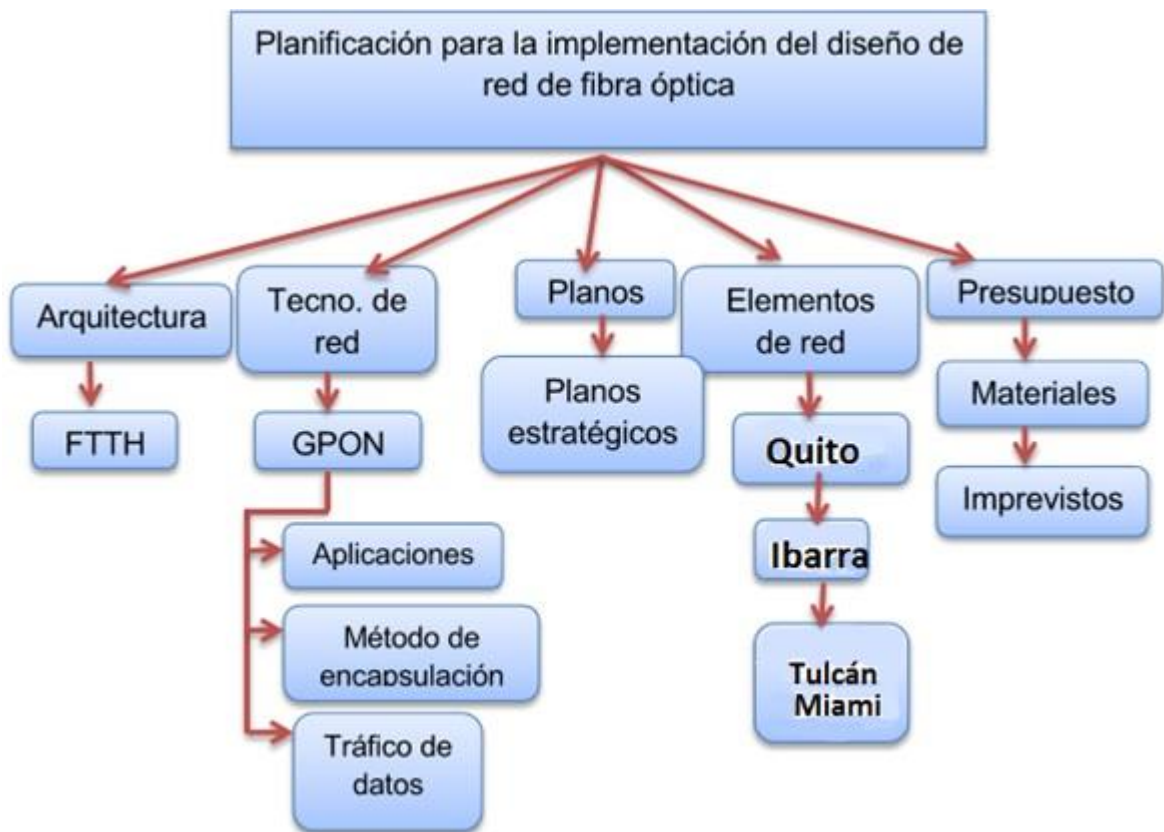 Planificación para la implementación del diseño de
red de fibra óptica
Arquitectura
FTTH
Tecno. de
red
GPON
Aplicaciones
Método de
encapsulación
Tráfico de
datos
Planos
Planos
estratégicos
Elementos
de red
Quito
Ibarra
Tulcán
Miami
Presupuesto
Materiales
Imprevistos